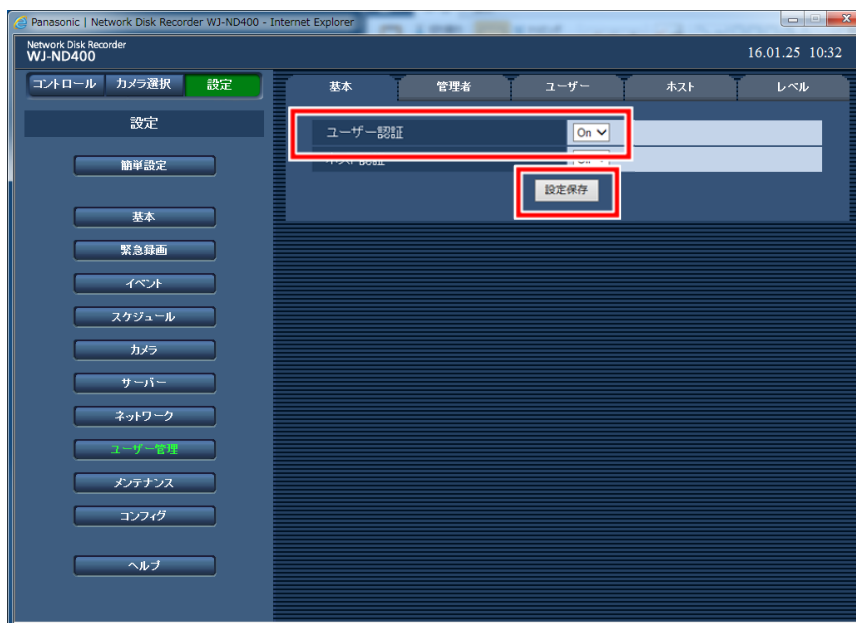 Panasonic | Network Disk Recorder WJ-ND400 - Internet Explorer
Network Disk Recorder
WJ-ND400
16.01.25 10:32
コントロール カメラ選択 設定
基本 管理者 ユーザー ホスト レベル
設定
ユーザー認証 On
ホスト認証
設定保存
簡単設定
基本
緊急録画
イベント
スケジュール
カメラ
サーバー
ネットワーク
ユーザー管理
メンテナンス
コンフィグ
ヘルプ